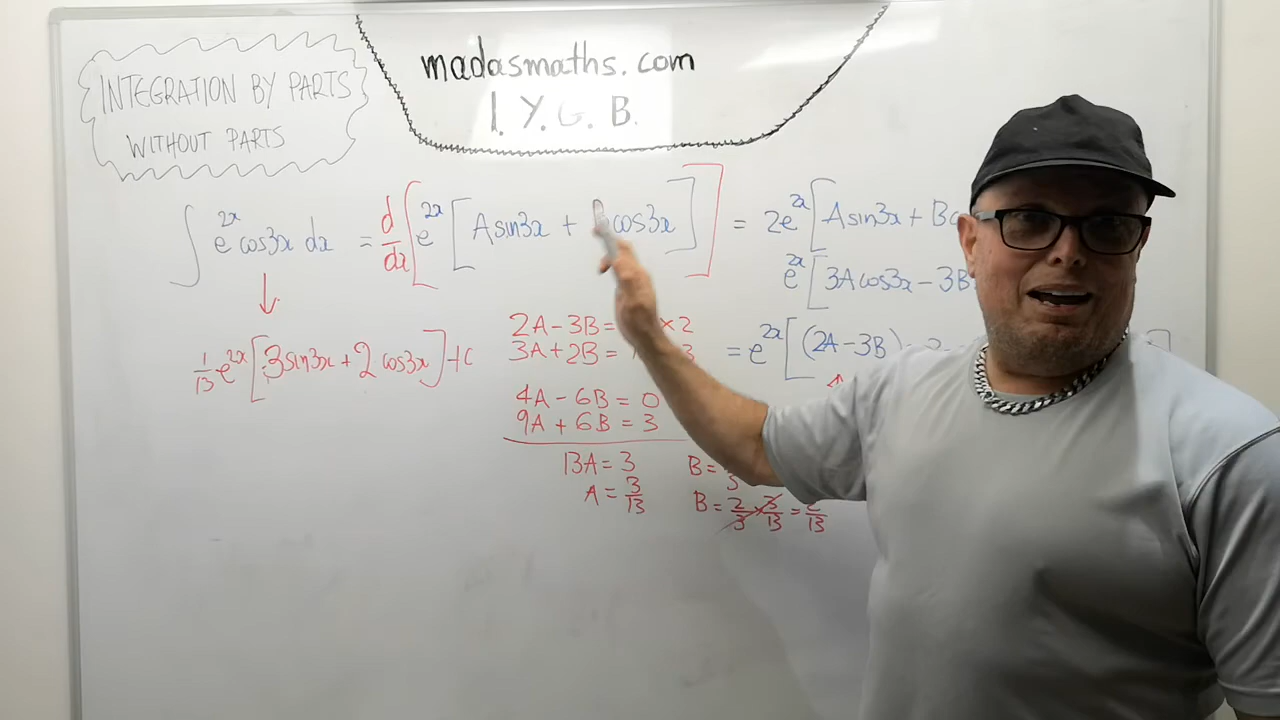 INTEGRATION BY PARTS
WITHOUT PARTS
madasmaths.com
I. Y. G. B.
∫ e^{2x} cos3x dx = d/dx [e^{2x} [A sin3x + cos3x]] = 2e^{2x} [A sin3x + B
e^{2x} [3A cos3x - 3B
1/13 e^{2x} [3 sin3x + 2 cos3x] + C
2A - 3B = ×2
3A + 2B =
= e^{2x} [(2A - 3B)
4A - 6B = 0
9A + 6B = 3
13A = 3
A = 3/13
B =
B = 2/3 × 3/13 = 2/13